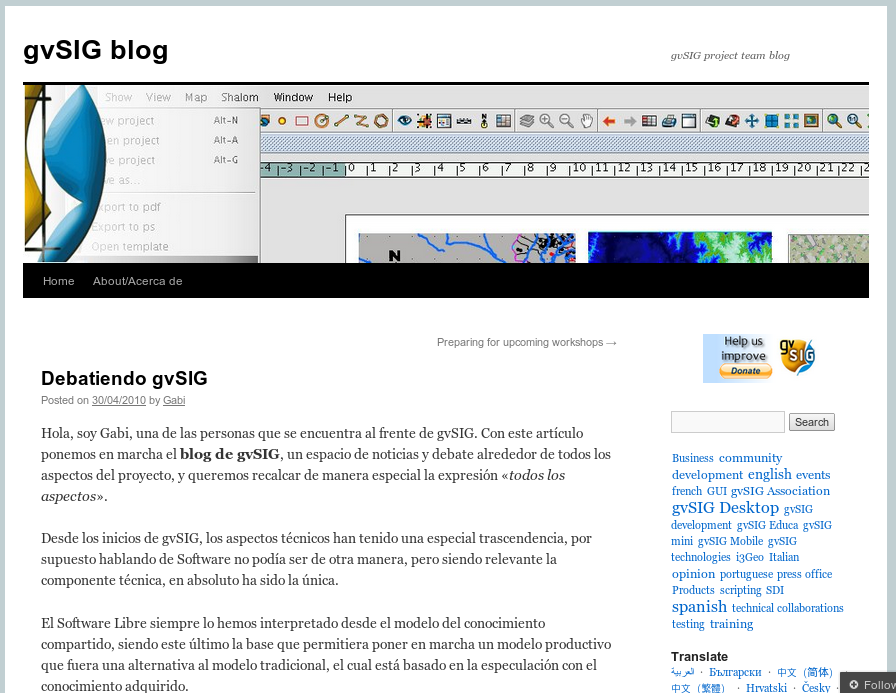 gvSIG blog
gvSIG project team blog
Show View Map Shalom Window Help
ew project Alt-N
en project Alt-A
ve project Alt-G
ve as...
xport to pdf
Export to ps
Open template
-4 -3 -2 -1 0 1 2 3 4 5 6 7 8 9 10 11 12 13 14 15 16 17 18 19 20 21 22 2
N
Home About/Acerca de
Preparing for upcoming workshops →
Debatiendo gvSIG
Posted on 30/04/2010 by Gabi
Hola, soy Gabi, una de las personas que se encuentra al frente de gvSIG. Con este artículo
ponemos en marcha el blog de gvSIG, un espacio de noticias y debate alrededor de todos los
aspectos del proyecto, y queremos recalcar de manera especial la expresión «todos los
aspectos».
Desde los inicios de gvSIG, los aspectos técnicos han tenido una especial trascendencia, por
supuesto hablando de Software no podía ser de otra manera, pero siendo relevante la
componente técnica, en absoluto ha sido la única.
El Software Libre siempre lo hemos interpretado desde el modelo del conocimiento
compartido, siendo este último la base que permitiera poner en marcha un modelo productivo
que fuera una alternativa al modelo tradicional, el cual está basado en la especulación con el
conocimiento adquirido.
Help us
improve
Donate
gv
SIG
Search
Business community
development english events
french GUI gvSIG Association
gvSIG Desktop gvSIG
development gvSIG Educa gvSIG
mini gvSIG Mobile gvSIG
technologies i3Geo Italian
opinion portuguese press office
Products scripting SDI
spanish technical collaborations
testing training
Translate
العربية · Български · 中文（简体） ·
中文（繁體） · Hrvatski · Česky ·
Follow